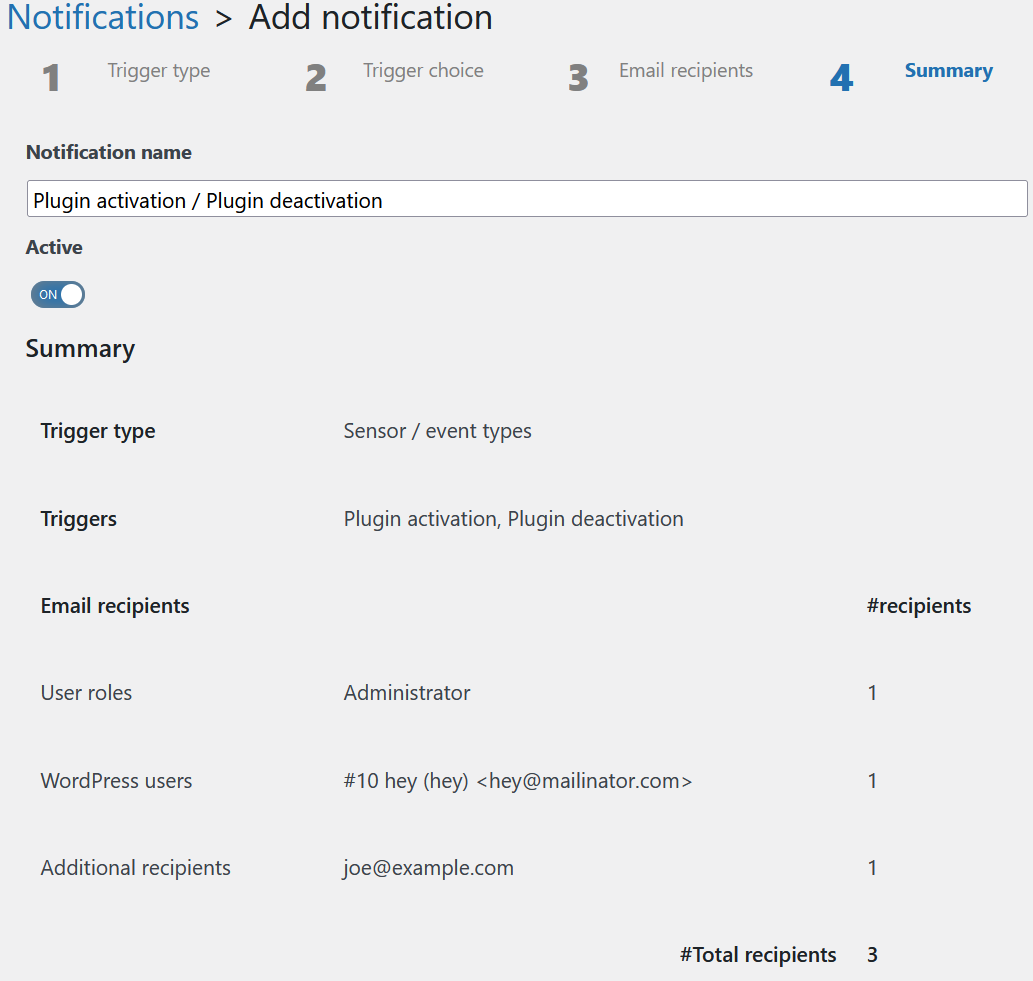 Notifications > Add notification
1 Trigger type 2 Trigger choice 3 Email recipients 4 Summary
Notification name
Plugin activation / Plugin deactivation
Active
ON
Summary
Trigger type Sensor / event types
Triggers Plugin activation, Plugin deactivation
Email recipients #recipients
User roles Administrator 1
WordPress users #10 hey (hey) <hey@mailinator.com> 1
Additional recipients joe@example.com 1
#Total recipients 3